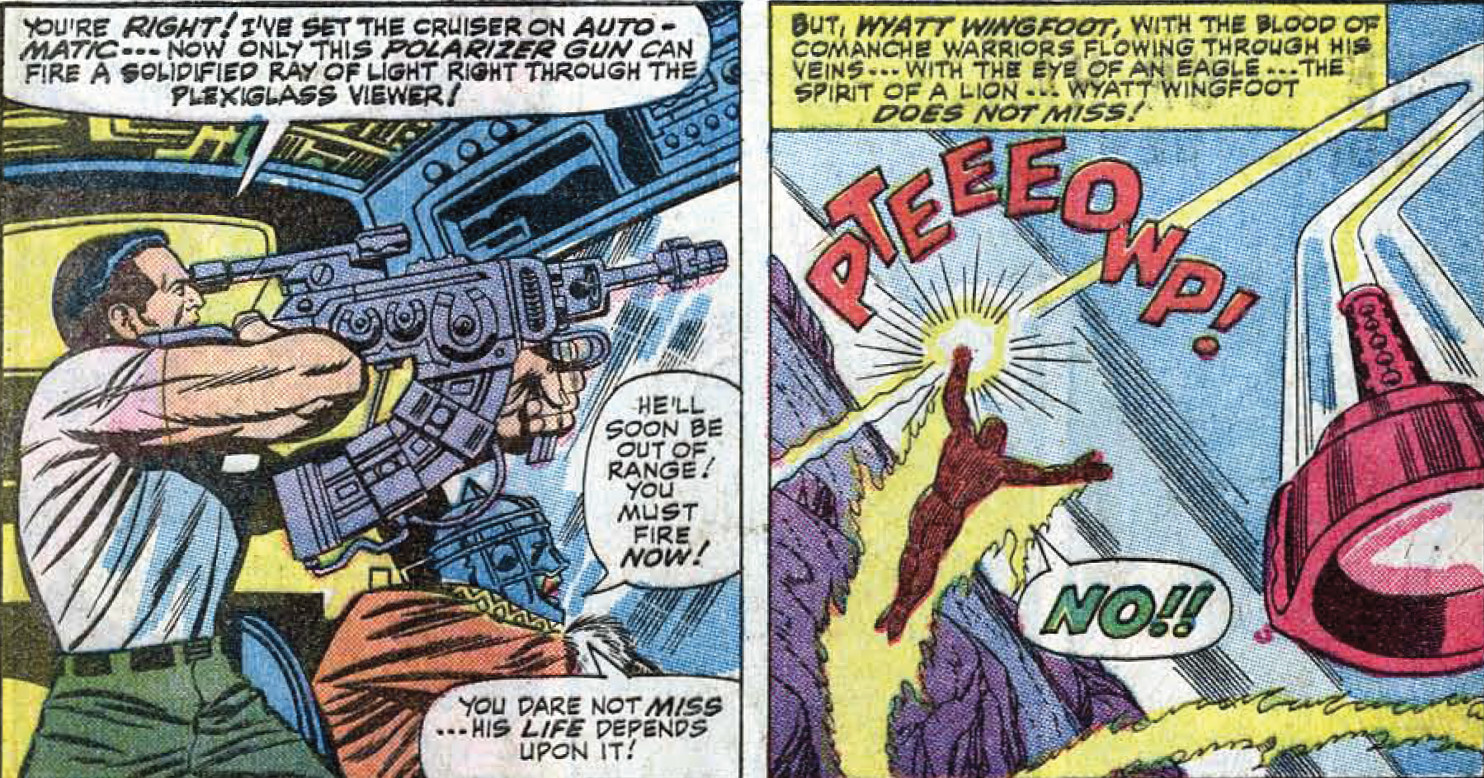 YOU'RE RIGHT! I'VE SET THE CRUISER ON AUTO-
MATIC--- NOW ONLY THIS POLARIZER GUN CAN
FIRE A SOLIDIFIED RAY OF LIGHT RIGHT THROUGH THE
PLEXIGLASS VIEWER!
HE'LL
SOON BE
OUT OF
RANGE!
YOU
MUST
FIRE
NOW!
YOU DARE NOT MISS
...HIS LIFE DEPENDS
UPON IT!
BUT, WYATT WINGFOOT, WITH THE BLOOD OF
COMANCHE WARRIORS FLOWING THROUGH HIS
VEINS--- WITH THE EYE OF AN EAGLE ...THE
SPIRIT OF A LION ... WYATT WINGFOOT
DOES NOT MISS!
PTEEEOWP!
NO!!